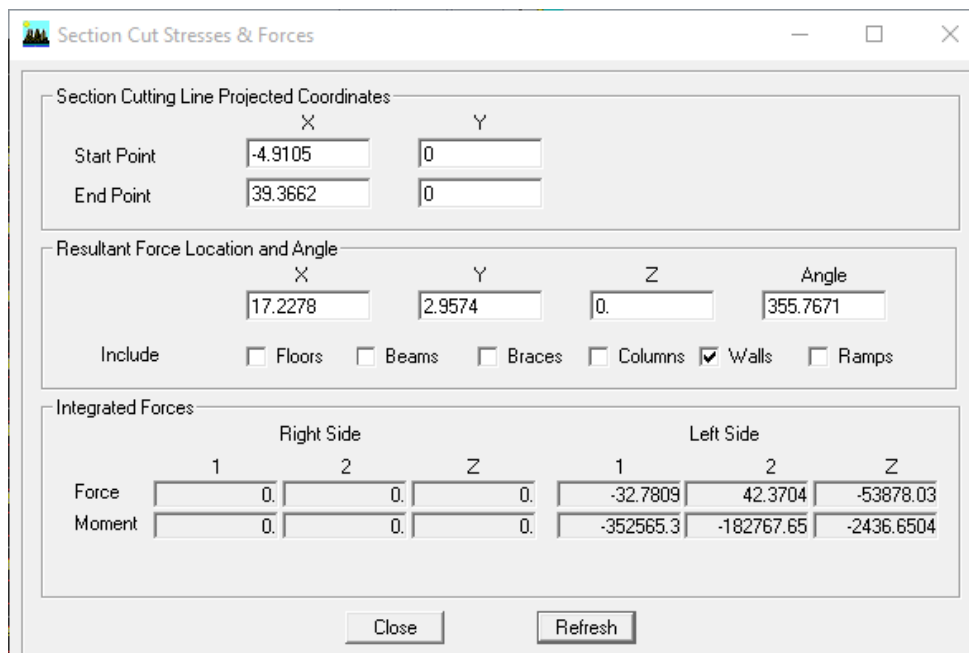 Section Cut Stresses & Forces
Section Cutting Line Projected Coordinates
X Y
Start Point -4.9105 0
End Point 39.3662 0
Resultant Force Location and Angle
X Y Z Angle
17.2278 2.9574 0. 355.7671
Include Floors Beams Braces Columns Walls Ramps
Integrated Forces
Right Side Left Side
1 2 Z 1 2 Z
Force 0. 0. 0. -32.7809 42.3704 -53878.03
Moment 0. 0. 0. -352565.3 -182767.65 -2436.6504
Close Refresh